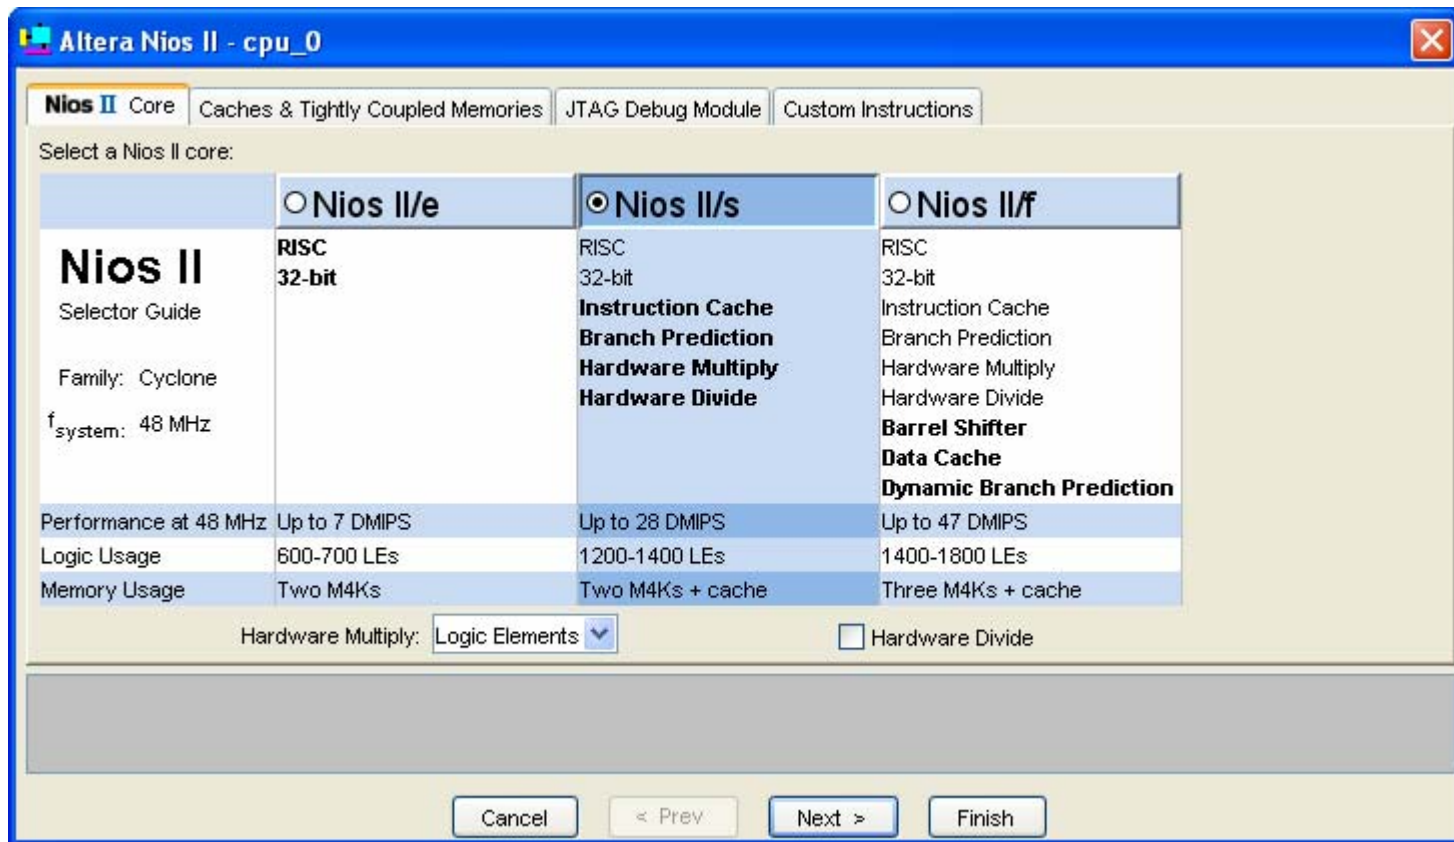 Altera Nios II - cpu_0
Nios II Core
Caches & Tightly Coupled Memories
JTAG Debug Module
Custom Instructions
Select a Nios II core:
Nios II/e
Nios II/s
Nios II/f
Nios II
Selector Guide
Family: Cyclone
fsystem: 48 MHz
RISC
32-bit
RISC
32-bit
Instruction Cache
Branch Prediction
Hardware Multiply
Hardware Divide
RISC
32-bit
Instruction Cache
Branch Prediction
Hardware Multiply
Hardware Divide
Barrel Shifter
Data Cache
Dynamic Branch Prediction
Performance at 48 MHz Up to 7 DMIPS Up to 28 DMIPS Up to 47 DMIPS
Logic Usage 600-700 LEs 1200-1400 LEs 1400-1800 LEs
Memory Usage Two M4Ks Two M4Ks + cache Three M4Ks + cache
Hardware Multiply: Logic Elements Hardware Divide
Cancel < Prev Next > Finish